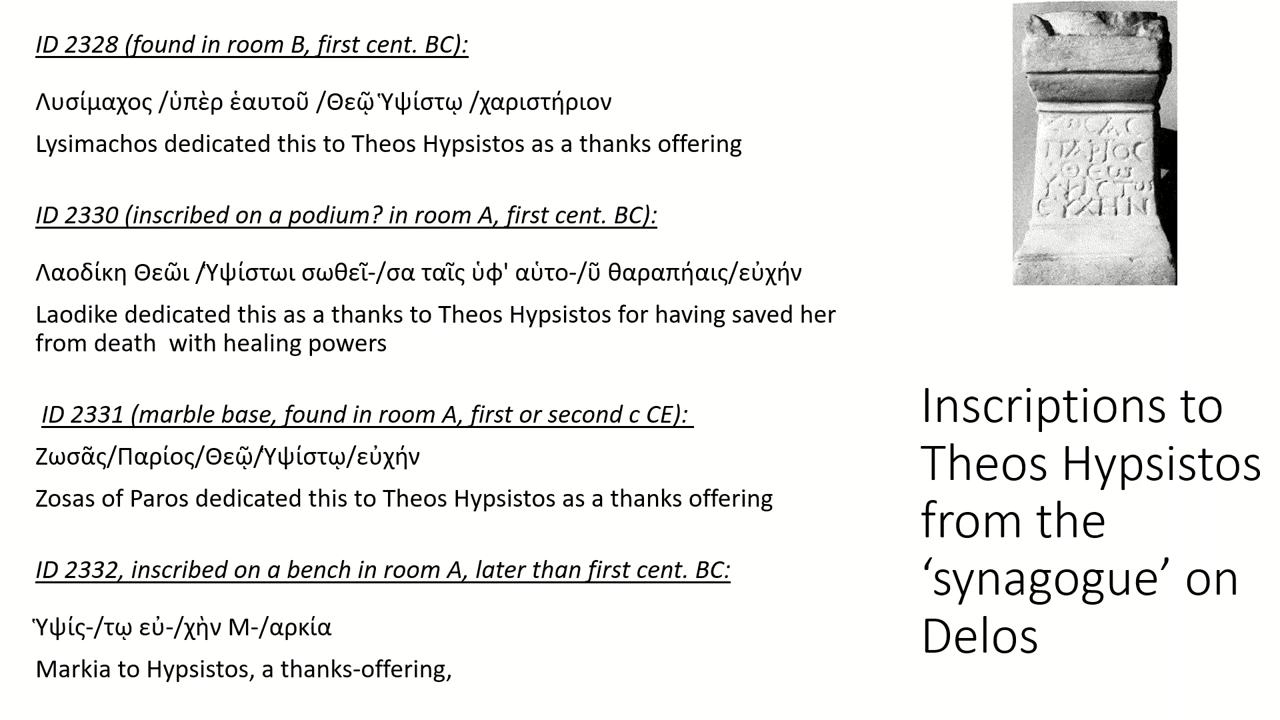 ID 2328 (found in room B, first cent. BC):
Λυσίμαχος /ὑπὲρ ἑαυτοῦ /Θεῷ Ὑψίστῳ /χαριστήριον
Lysimachos dedicated this to Theos Hypsistos as a thanks offering
ID 2330 (inscribed on a podium? in room A, first cent. BC):
Λαοδίκη Θεῶι /Ὑψίστωι σωθεῖ-/σα ταῖς ὑφ' αὐτο-/ῦ θαραπήαις/εὐχήν
Laodike dedicated this as a thanks to Theos Hypsistos for having saved her
from death with healing powers
ID 2331 (marble base, found in room A, first or second c CE):
Ζωσᾶς/Παρίος/Θεῷ/Ὑψίστῳ/εὐχήν
Zosas of Paros dedicated this to Theos Hypsistos as a thanks offering
ID 2332, inscribed on a bench in room A, later than first cent. BC:
Ὑψίς-/τῳ εὐ-/χὴν Μ-/αρκία
Markia to Hypsistos, a thanks-offering,
ΖΩCΑC
ΠΑΡΙΟC
ΘΕΩ
ΥΨΙCΤΩ
ΕΥΧΗΝ
Inscriptions to
Theos Hypsistos
from the
‘synagogue’ on
Delos